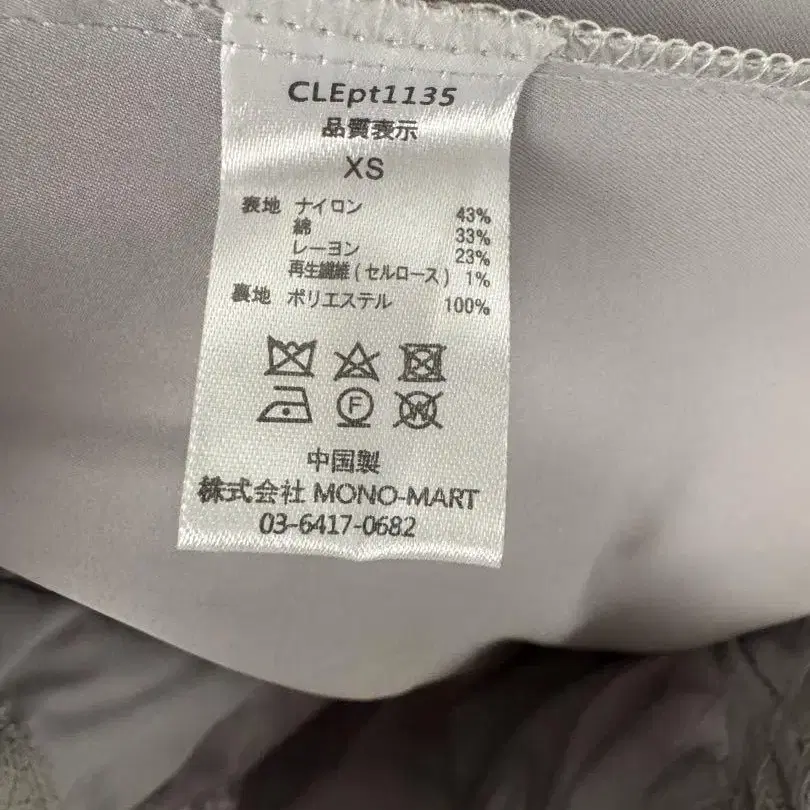 CLEpt1135
品質表示
XS
表地 ナイロン 43%
綿 33%
レーヨン 23%
再生繊維(セルロース) 1%
裏地 ポリエステル 100%
F
W
中国製
株式会社 MONO-MART
03-6417-0682